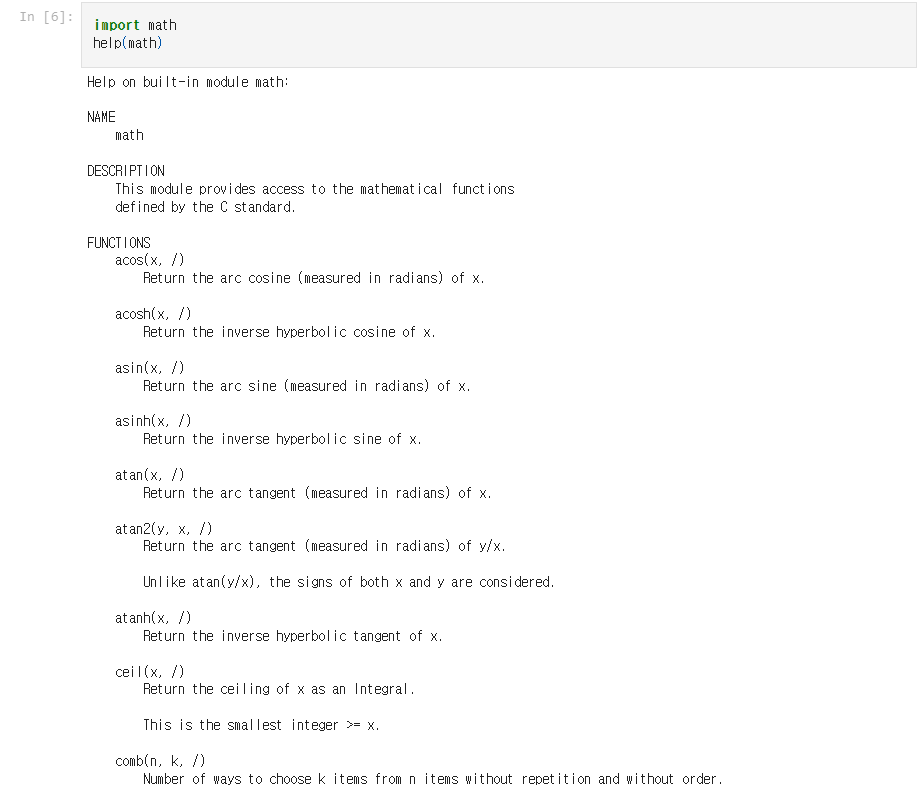 In [6]:
import math
help(math)
Help on built-in module math:
NAME
math
DESCRIPTION
This module provides access to the mathematical functions
defined by the C standard.
FUNCTIONS
acos(x, /)
Return the arc cosine (measured in radians) of x.
acosh(x, /)
Return the inverse hyperbolic cosine of x.
asin(x, /)
Return the arc sine (measured in radians) of x.
asinh(x, /)
Return the inverse hyperbolic sine of x.
atan(x, /)
Return the arc tangent (measured in radians) of x.
atan2(y, x, /)
Return the arc tangent (measured in radians) of y/x.
Unlike atan(y/x), the signs of both x and y are considered.
atanh(x, /)
Return the inverse hyperbolic tangent of x.
ceil(x, /)
Return the ceiling of x as an Integral.
This is the smallest integer >= x.
comb(n, k, /)
Number of ways to choose k items from n items without repetition and without order.